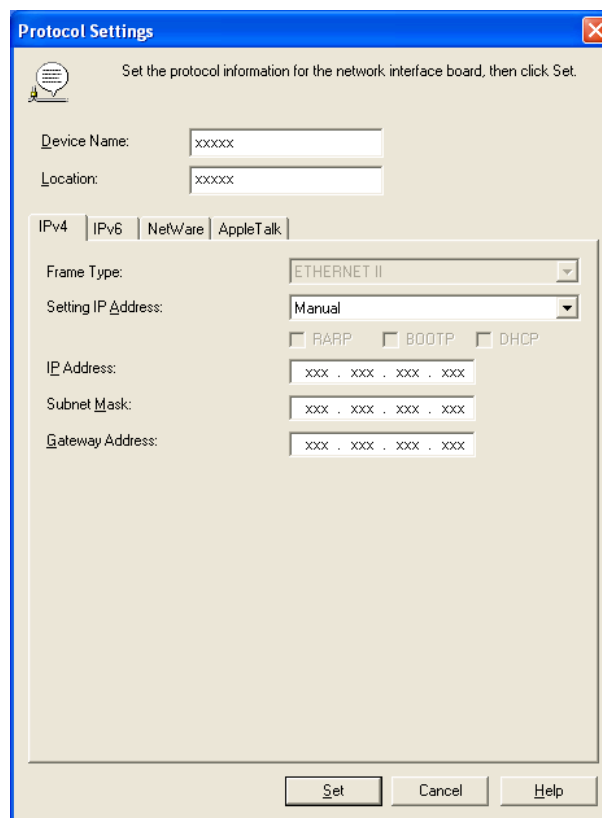 Protocol Settings
Set the protocol information for the network interface board, then click Set.
Device Name: xxxxx
Location: xxxxx
IPv4 IPv6 NetWare AppleTalk
Frame Type: ETHERNET II
Setting IP Address: Manual
RARP BOOTP DHCP
IP Address: xxx . xxx . xxx . xxx
Subnet Mask: xxx . xxx . xxx . xxx
Gateway Address: xxx . xxx . xxx . xxx
Set Cancel Help